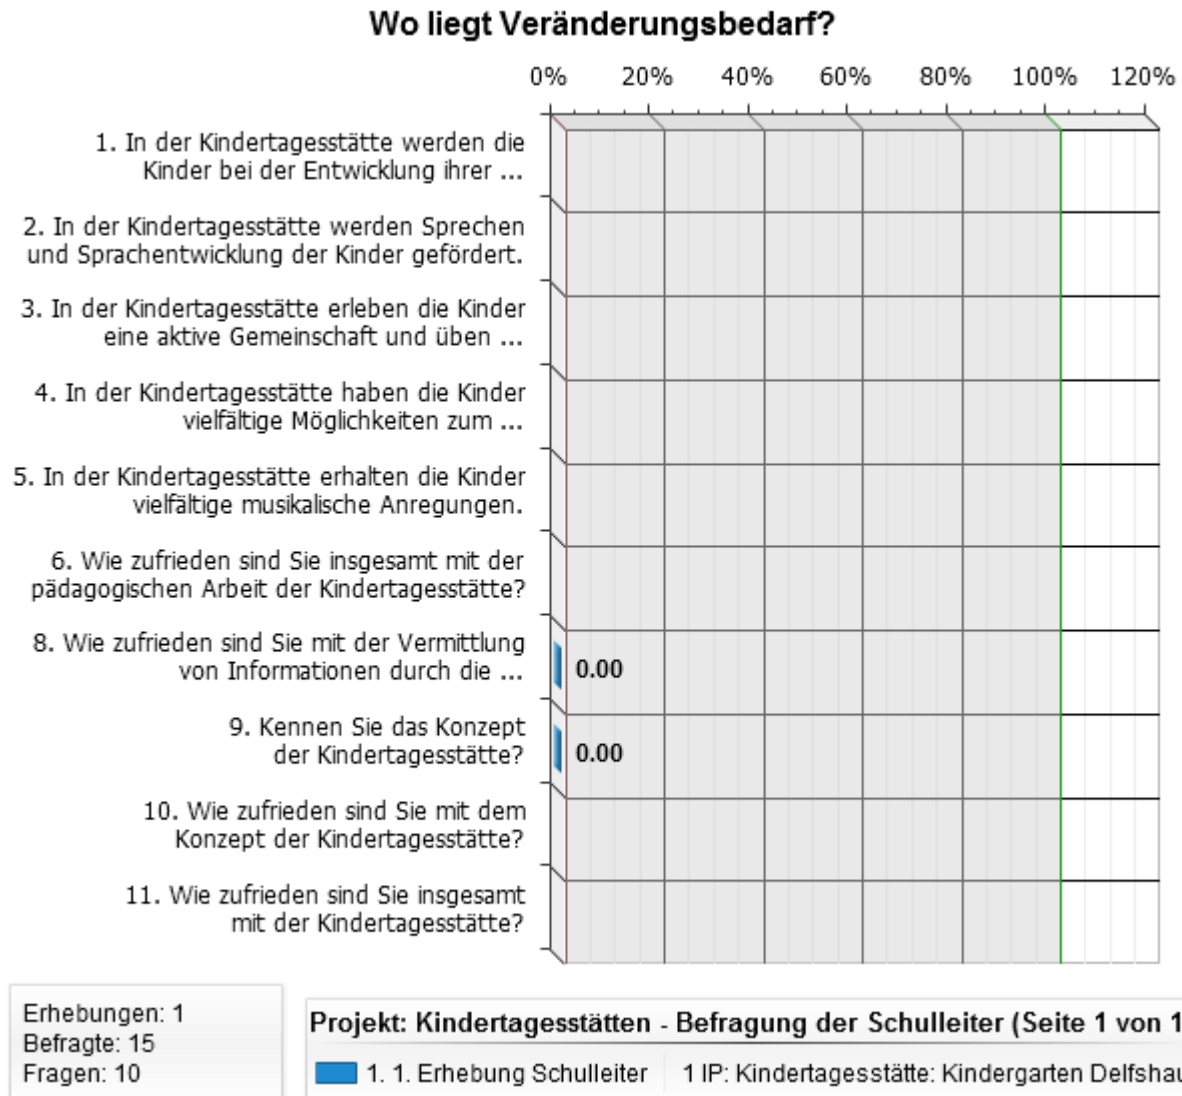 Wo liegt Veränderungsbedarf?
0% 20% 40% 60% 80% 100% 120%
1. In der Kindertagesstätte werden die
Kinder bei der Entwicklung ihrer ...
2. In der Kindertagesstätte werden Sprechen
und Sprachentwicklung der Kinder gefördert.
3. In der Kindertagesstätte erleben die Kinder
eine aktive Gemeinschaft und üben ...
4. In der Kindertagesstätte haben die Kinder
vielfältige Möglichkeiten zum ...
5. In der Kindertagesstätte erhalten die Kinder
vielfältige musikalische Anregungen.
6. Wie zufrieden sind Sie insgesamt mit der
pädagogischen Arbeit der Kindertagesstätte?
8. Wie zufrieden sind Sie mit der Vermittlung
von Informationen durch die ...
0.00
9. Kennen Sie das Konzept
der Kindertagesstätte?
0.00
10. Wie zufrieden sind Sie mit dem
Konzept der Kindertagesstätte?
11. Wie zufrieden sind Sie insgesamt
mit der Kindertagesstätte?
Erhebungen: 1
Befragte: 15
Fragen: 10
Projekt: Kindertagesstätten - Befragung der Schulleiter (Seite 1 von 1
1. 1. Erhebung Schulleiter
1 IP: Kindertagesstätte: Kindergarten Delfshau